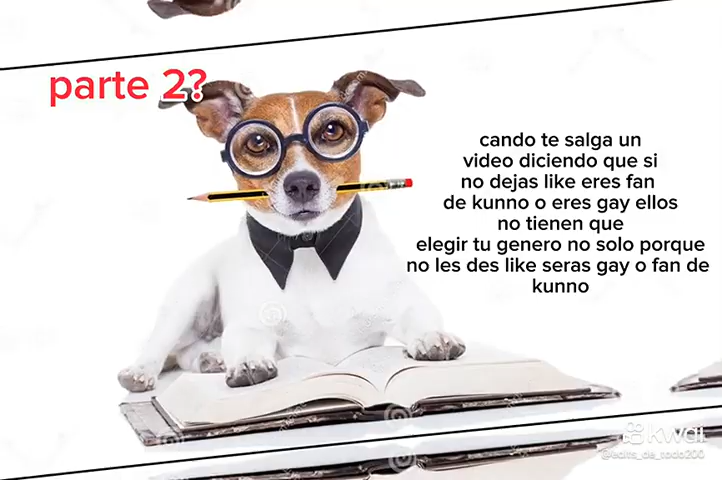 parte 2?
cando te salga un
video diciendo que si
no dejas like eres fan
de kunno o eres gay ellos
no tienen que
elegir tu genero no solo porque
no les des like seras gay o fan de
kunno
kwai
@edits_de_todo200